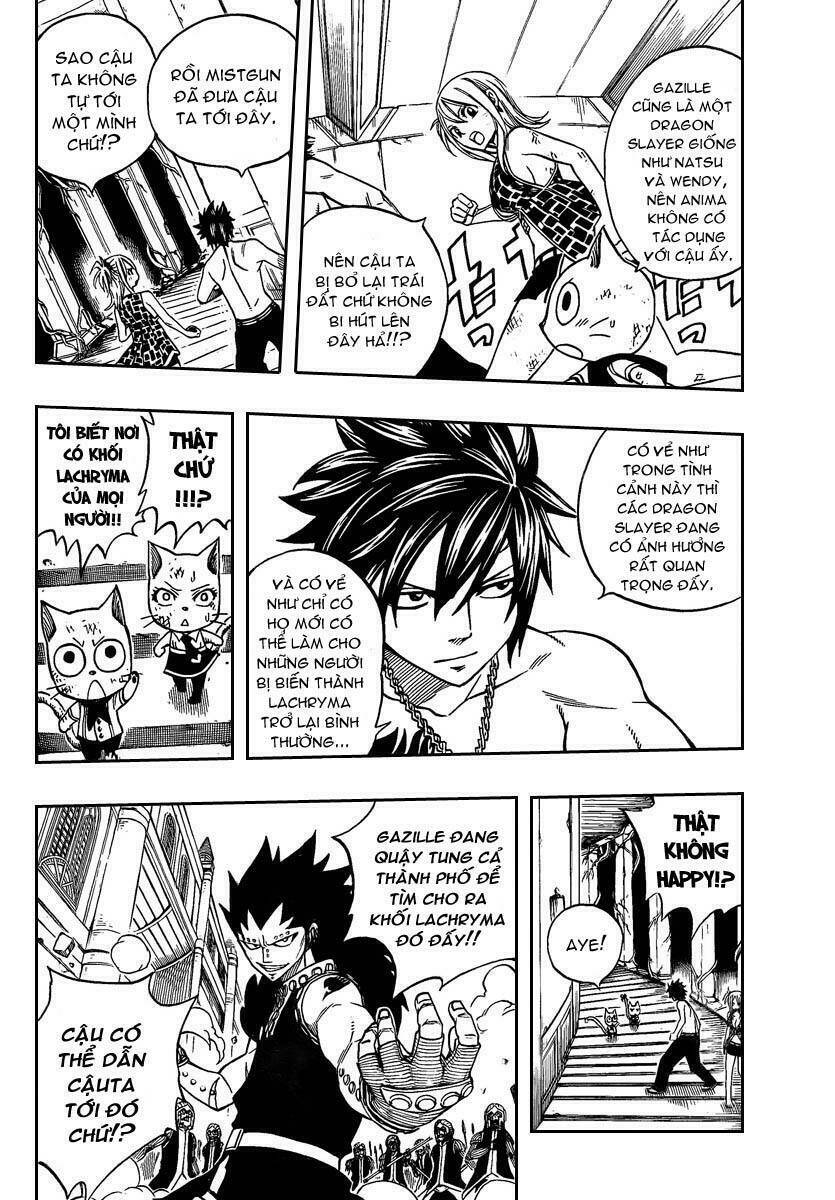 GAZILLE
CŨNG LÀ MỘT
DRAGON
SLAYER GIỐNG
NHƯ NATSU
VÀ WENDY,
NÊN ANIMA
KHÔNG CÓ
TÁC DỤNG
VỚI CẬU ẤY.
NÊN CẬU TA
BỊ BỎ LẠI TRÁI
ĐẤT CHỨ KHÔNG
BI HÚT LÊN
ĐÂY HẢ!!?
RỒI MISTGUN
ĐÃ ĐƯA CẬU
TA TỚI ĐÂY.
SAO CẬU
TA KHÔNG
TỰ TỚI
MỘT MÌNH
CHỨ!?
CÓ VẺ NHƯ
TRONG TÌNH
CẢNH NÀY THÌ
CÁC DRAGON
SLAYER ĐANG
CÓ ẢNH HƯỞNG
RẤT QUAN
TRỌNG ĐẤY.
VÀ CÓ VẺ
NHƯ CHỈ CÓ
HỌ MỚI CÓ
THỂ LÀM CHO
NHŨNG NGƯỜI
BỊ BIẾN THÀNH
LACHRYMA
TRỞ LẠI BÌNH
THƯỜNG...
THẬT
CHỨ
!!!?
TÔI BIẾT NƠI
CÓ KHỐI
LACHRYMA
CỦA MỌI
NGƯỜI!!
THẬT
KHÔNG
HAPPY!?
AYE!
GAZILLE ĐANG
QUẬY TUNG CẢ
THÀNH PHỐ ĐỂ
TÌM CHO RA
KHỐI LACHRYMA
ĐÓ ĐẤY!!
CẬU CÓ
THỂ DẪN
CẬUTA
TỚI ĐÓ
CHỨ!?